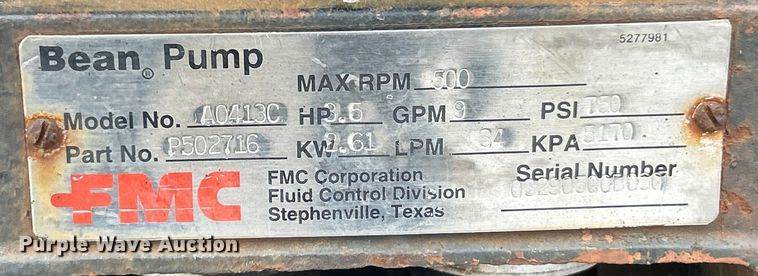 5277981
Bean® Pump
MAX RPM 500
Model No. A0413C HP 3.5 GPM 9 PSI 750
Part No. P502716 KW 2.61 LPM 34 KPA 5170
FMC
FMC Corporation
Fluid Control Division
Stephenville, Texas
Serial Number
Purple Wave Auction